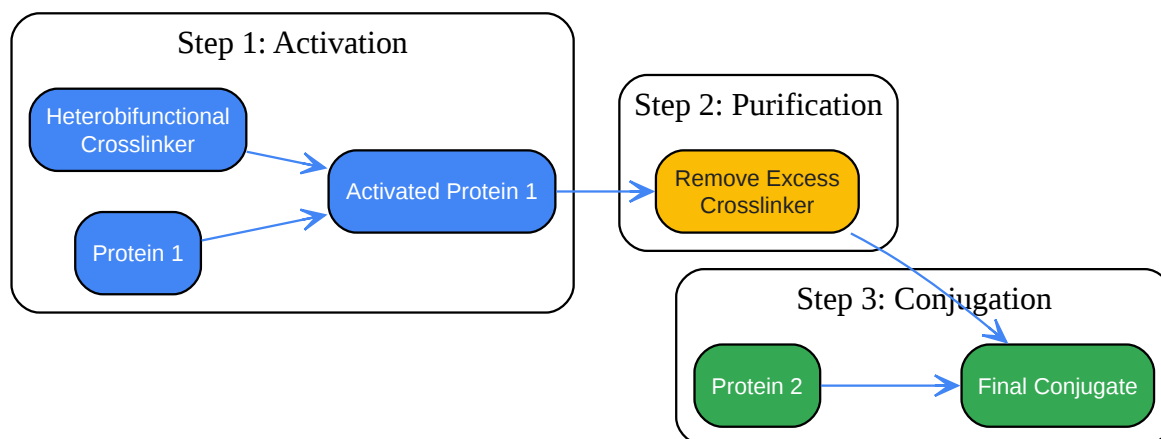 Step 1: Activation
Heterobifunctional
Crosslinker
Protein 1
Activated Protein 1
Step 2: Purification
Remove Excess
Crosslinker
Step 3: Conjugation
Protein 2
Final Conjugate